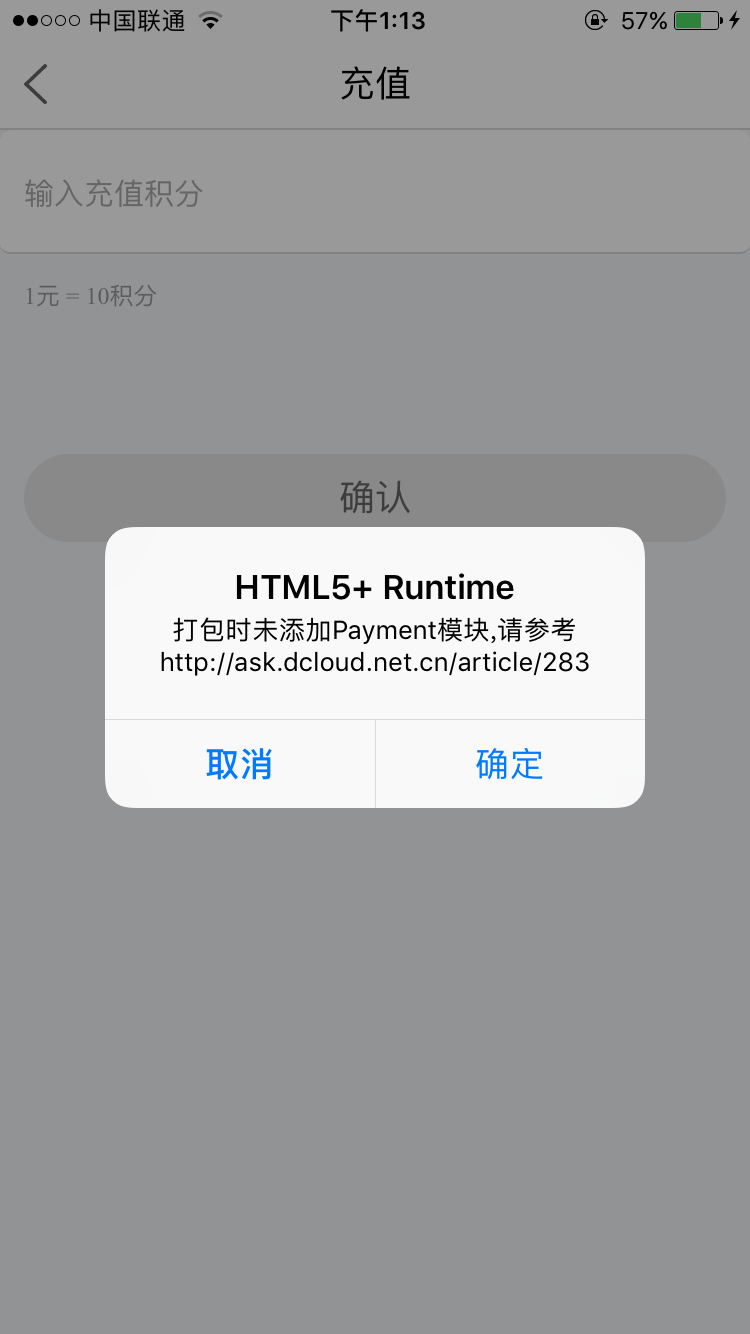 中国联通 下午1:13 57%
充值
输入充值积分
1元 = 10积分
确认
HTML5+ Runtime
打包时未添加Payment模块,请参考
http://ask.dcloud.net.cn/article/283
取消 确定